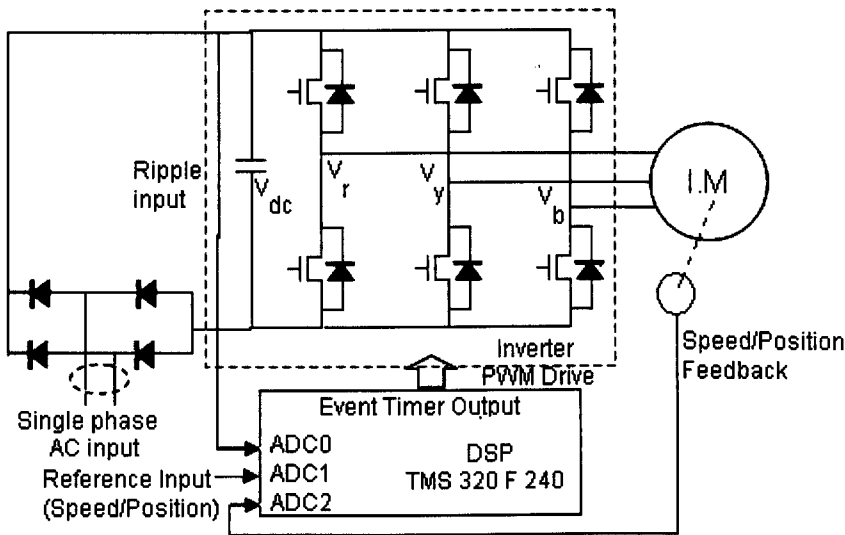 Ripple
input
V dc
V r
V y
V b
I.M
Single phase
AC input
Inverter
PWM Drive
Speed/Position
Feedback
Event Timer Output
ADC0
DSP
Reference Input
ADC1
TMS 320 F 240
(Speed/Position)
ADC2